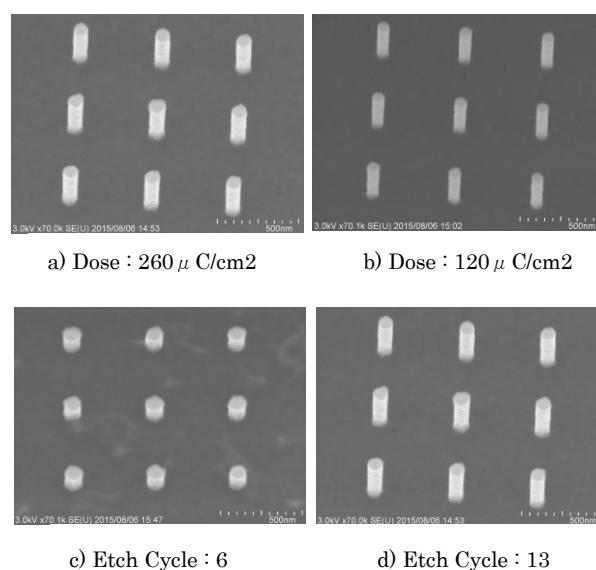 3.0kV x70.0k SE(U) 2015/08/06 14:53
500nm
3.0kV x70.1k SE(U) 2015/08/06 15:02
500nm
a) Dose : 260 μ C/cm2
b) Dose : 120 μ C/cm2
3.0kV x70.1k SE(U) 2015/08/06 15:47
500nm
3.0kV x70.0k SE(U) 2015/08/06 14:53
500nm
c) Etch Cycle : 6
d) Etch Cycle : 13